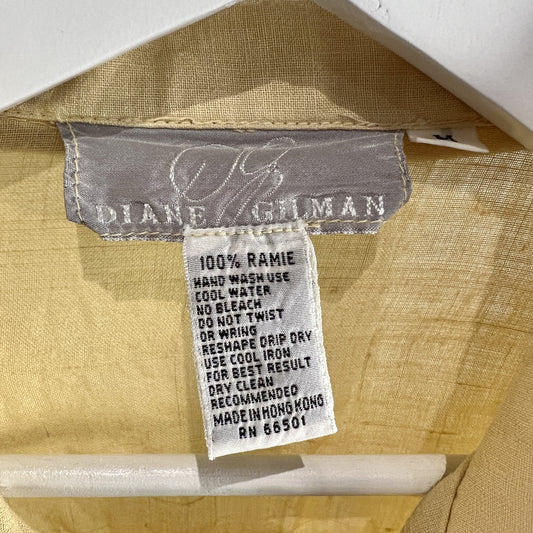 DG
DIANE GILMAN
M
100% RAMIE
HAND WASH USE
COOL WATER
NO BLEACH
DO NOT TWIST
OR WRING
RESHAPE DRIP DRY
USE COOL IRON
FOR BEST RESULT
DRY CLEAN
RECOMMENDED
MADE IN HONG KONG
RN 66501